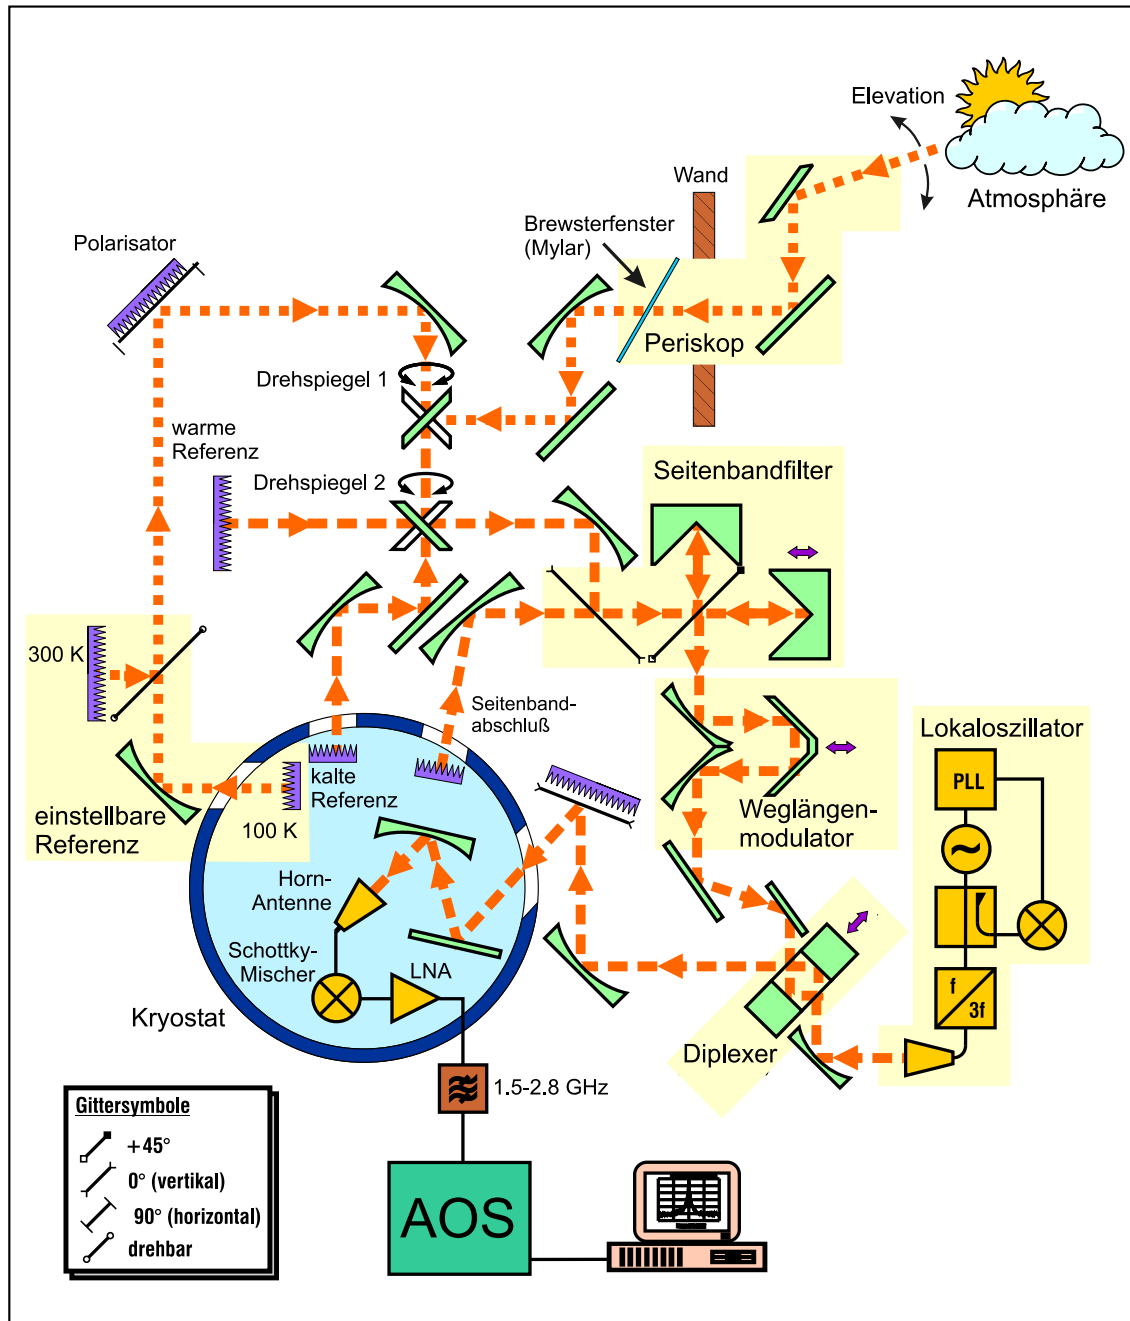 Elevation
Atmosphäre
Wand
Brewsterfenster
(Mylar)
Polarisator
Periskop
Drehspiegel 1
warme
Referenz
Drehspiegel 2
Seitenbandfilter
300 K
Seitenband-
abschluß
kalte
Referenz
100 K
einstellbare
Referenz
Lokaloszillator
PLL
Weglängen-
modulator
Horn-
Antenne
Schottky-
Mischer
LNA
Kryostat
f
3f
Diplexer
1.5-2.8 GHz
Gittersymbole
+45°
0° (vertikal)
90° (horizontal)
drehbar
AOS